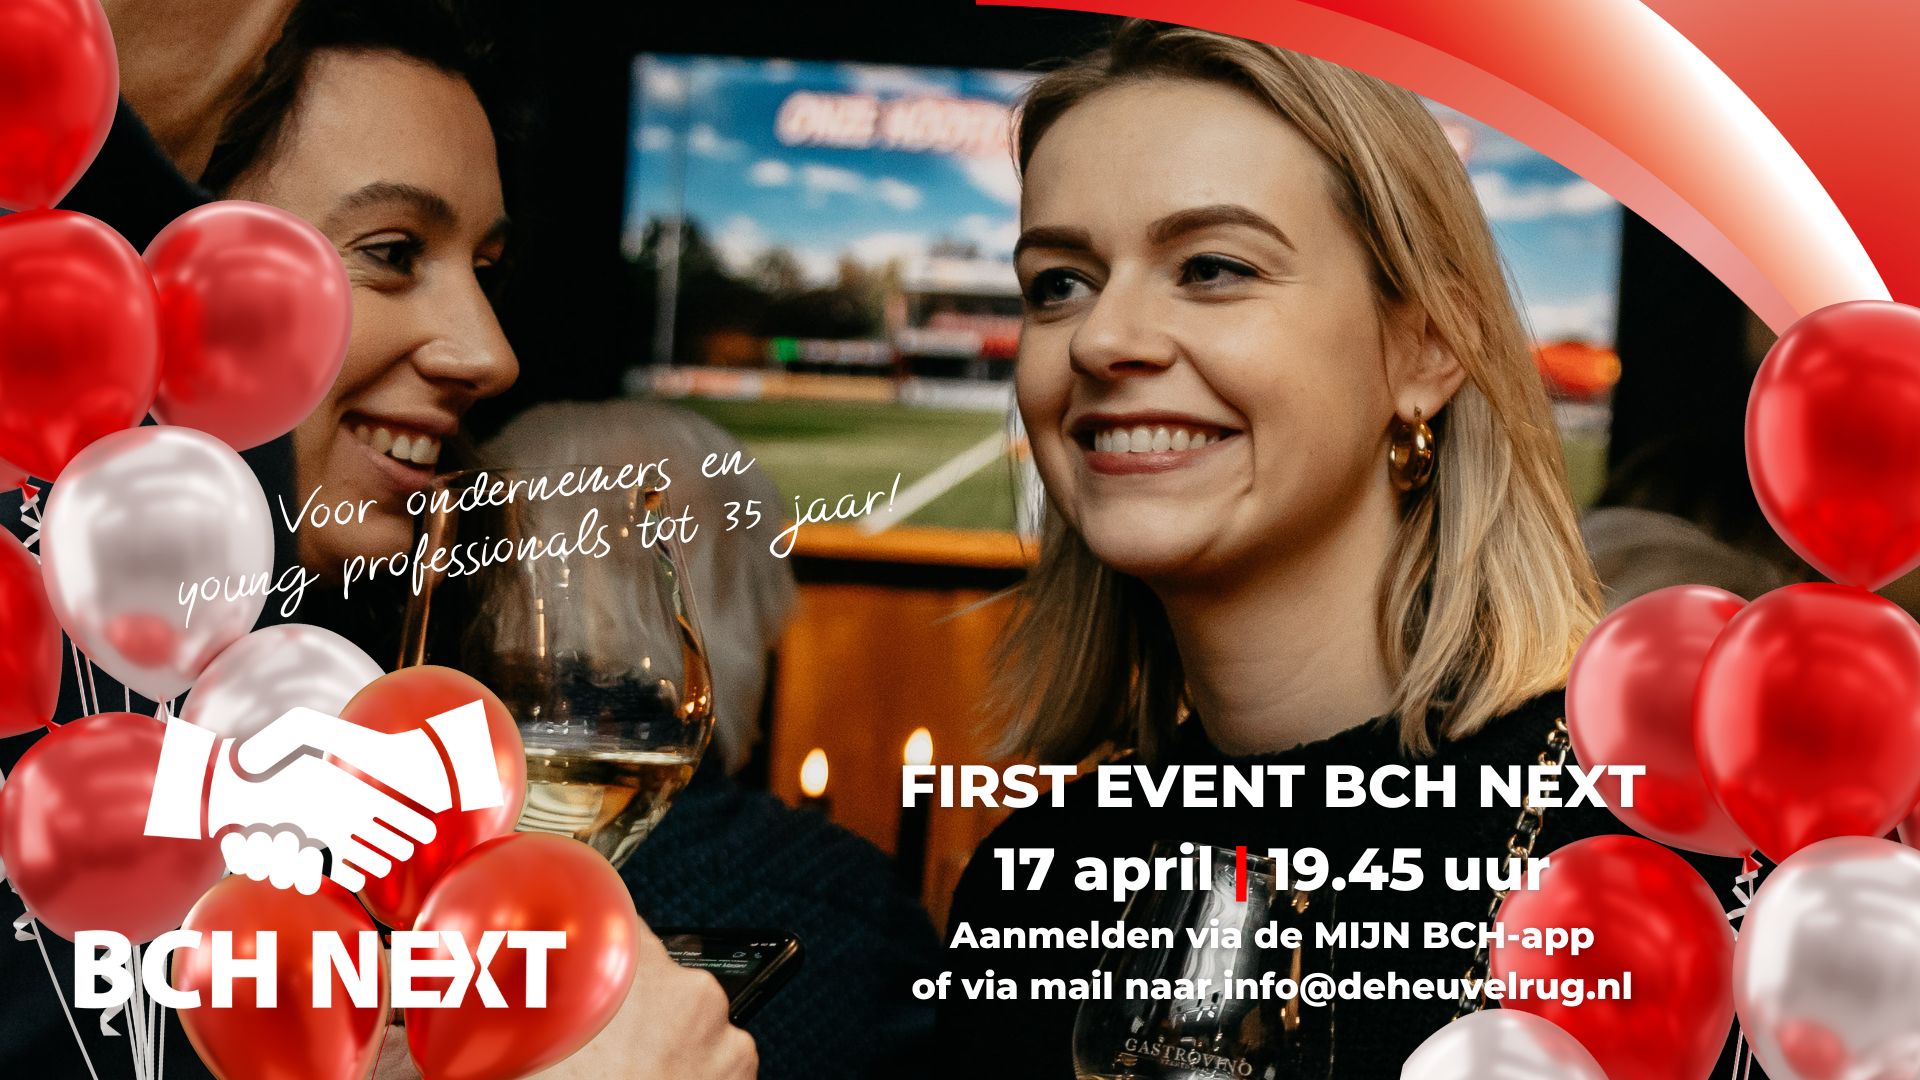 Voor ondernemers en
young professionals tot 35 jaar!
BCH NEXT
FIRST EVENT BCH NEXT
17 april | 19.45 uur
Aanmelden via de MIJN BCH-app
of via mail naar info@deheuvelrug.nl
GASTROVINO